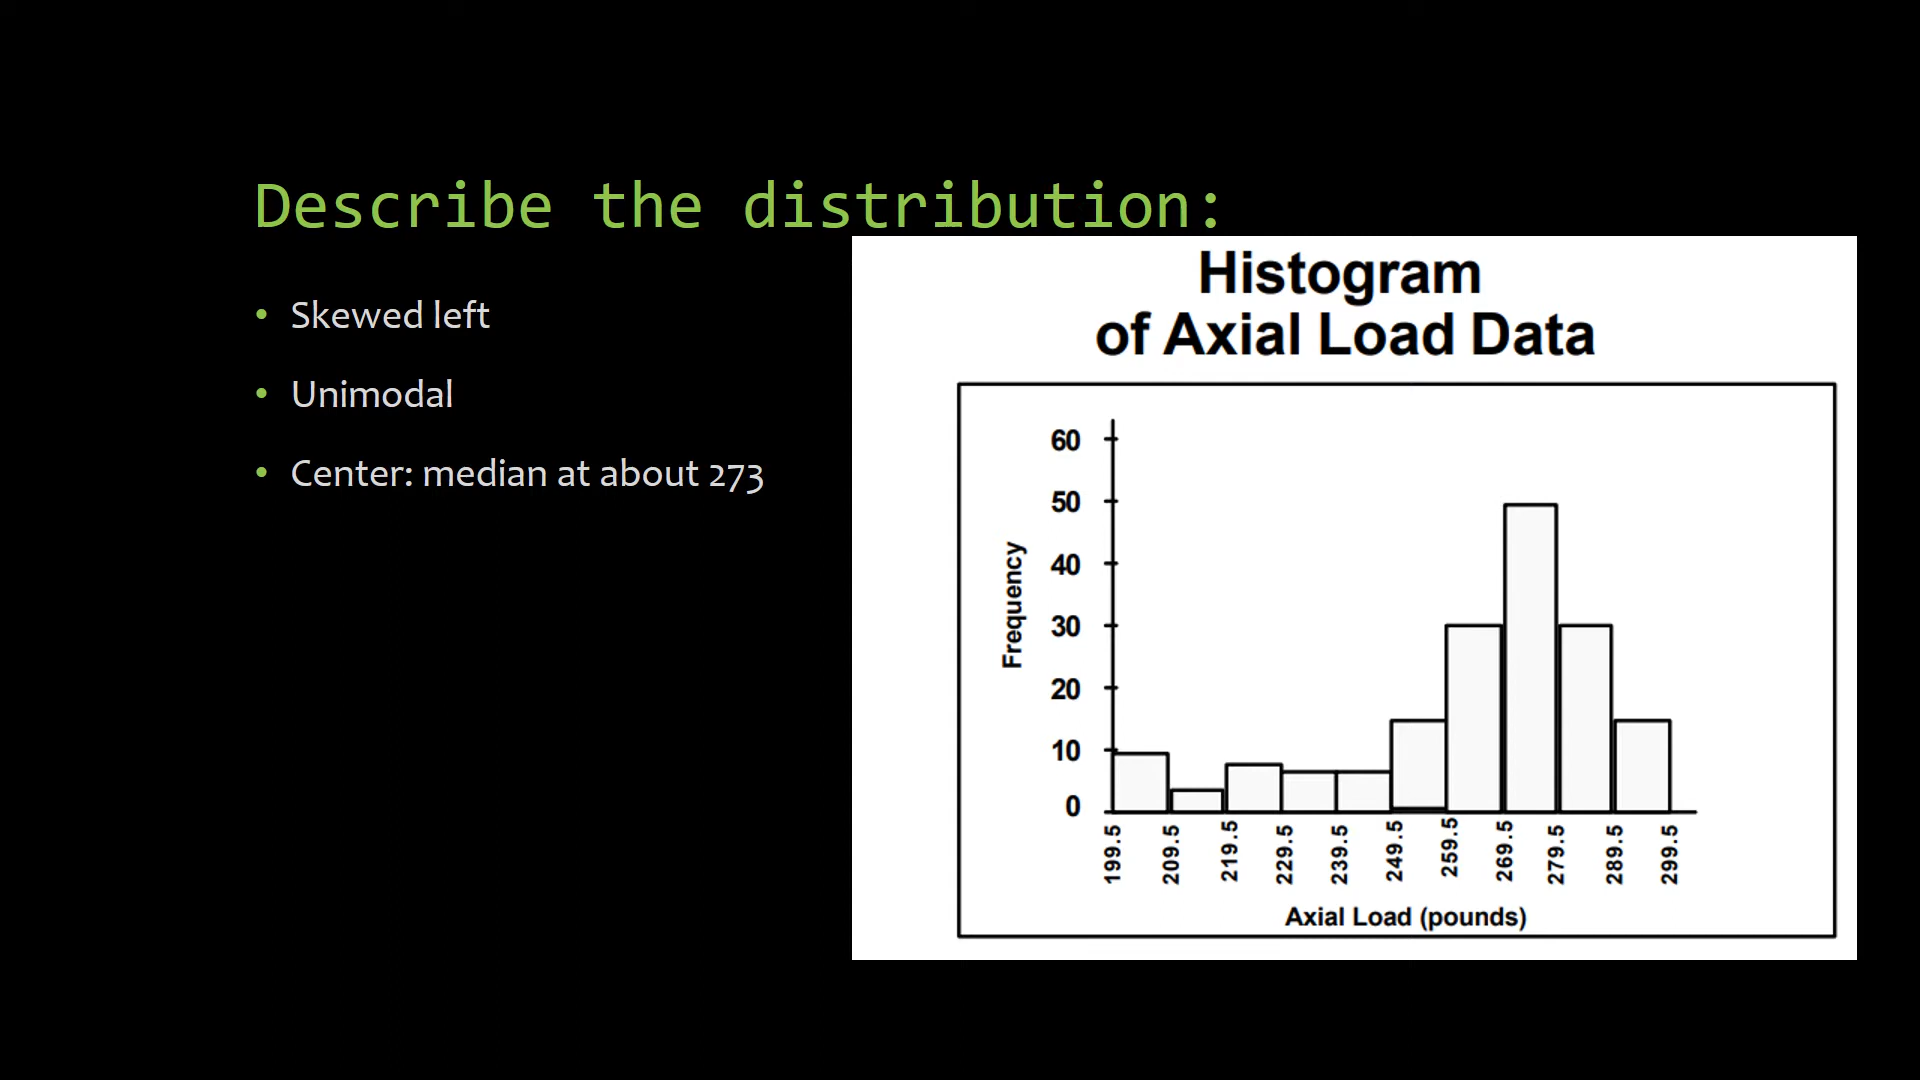 Describe the distribution:
• Skewed left
• Unimodal
• Center: median at about 273
Histogram
of Axial Load Data
Frequency
60
50
40
30
20
10
0
199.5
209.5
219.5
229.5
239.5
249.5
259.5
269.5
279.5
289.5
299.5
Axial Load (pounds)